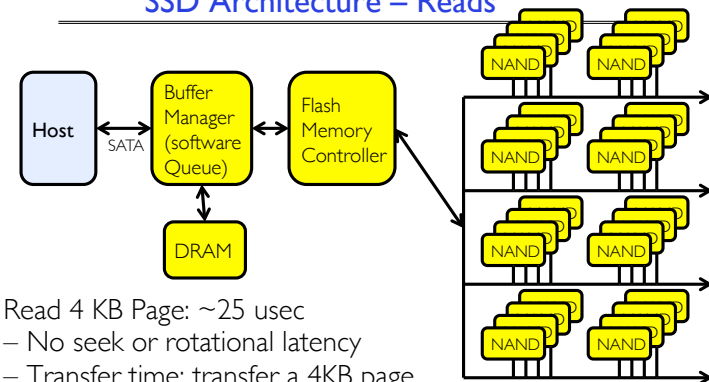 SSD Architecture – Reads
Host
SATA
Buffer
Manager
(software
Queue)
Flash
Memory
Controller
DRAM
NAND
NAND
NAND
NAND
NAND
NAND
NAND
NAND
Read 4 KB Page: ~25 usec
– No seek or rotational latency
– Transfer time: transfer a 4KB page